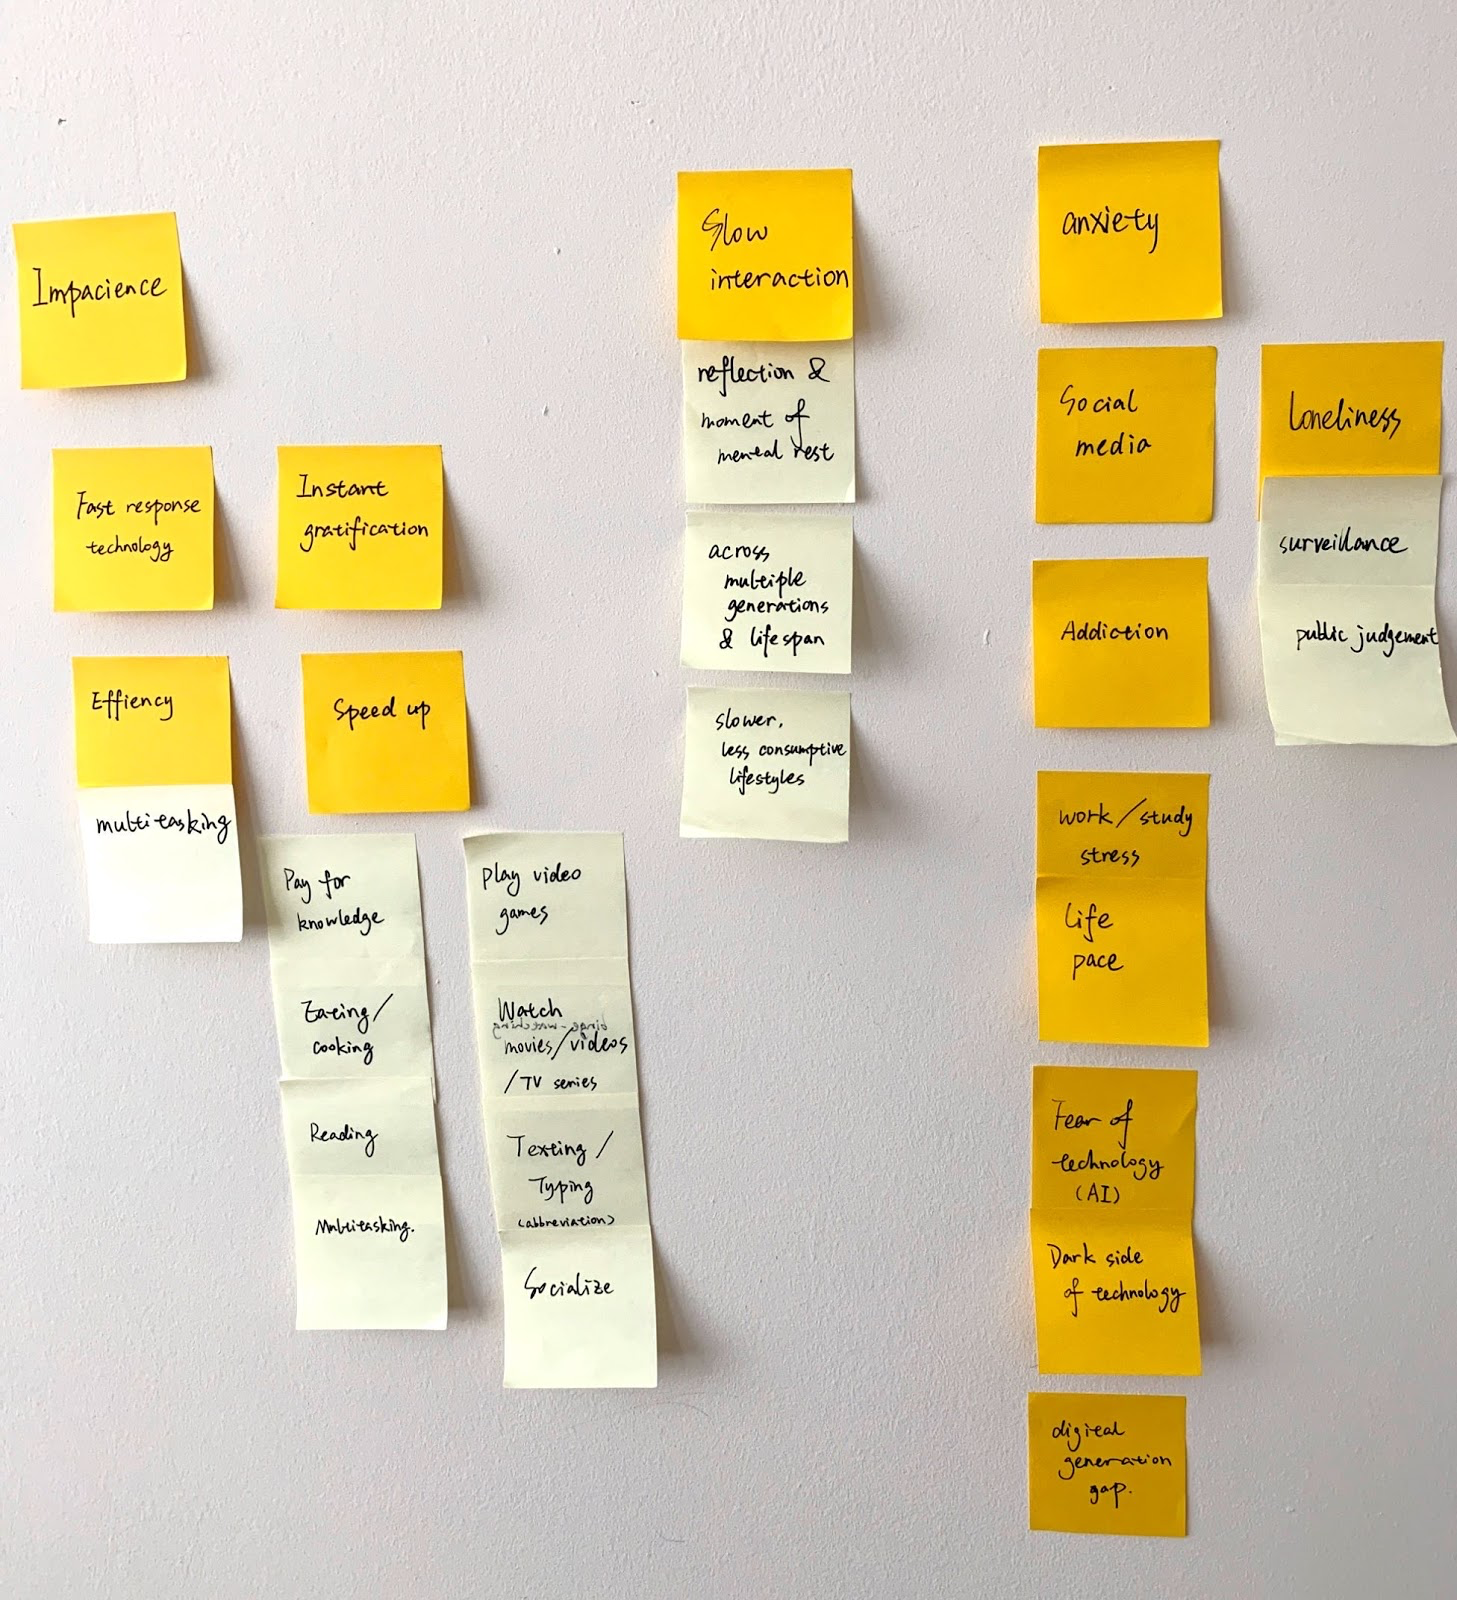 Impacience
Fast response
technology
Instant
gratification
Effiency
multitasking
Speed up
Pay for
knowledge
Eating/
cooking
Reading
Multitasking.
Play video
games
Watch
binge-watching
movies/videos
/TV series
Texting /
Typing
(abbreviation)
Socialize
Slow
interaction
reflection &
moment of
mental rest
across
multiple
generations
& lifespan
slower,
less consumptive
lifestyles
anxiety
Social
media
Addiction
work/study
stress
life
pace
Fear of
technology
(AI)
Dark side
of technology
digital
generation
gap.
Loneliness
surveillance
public judgement